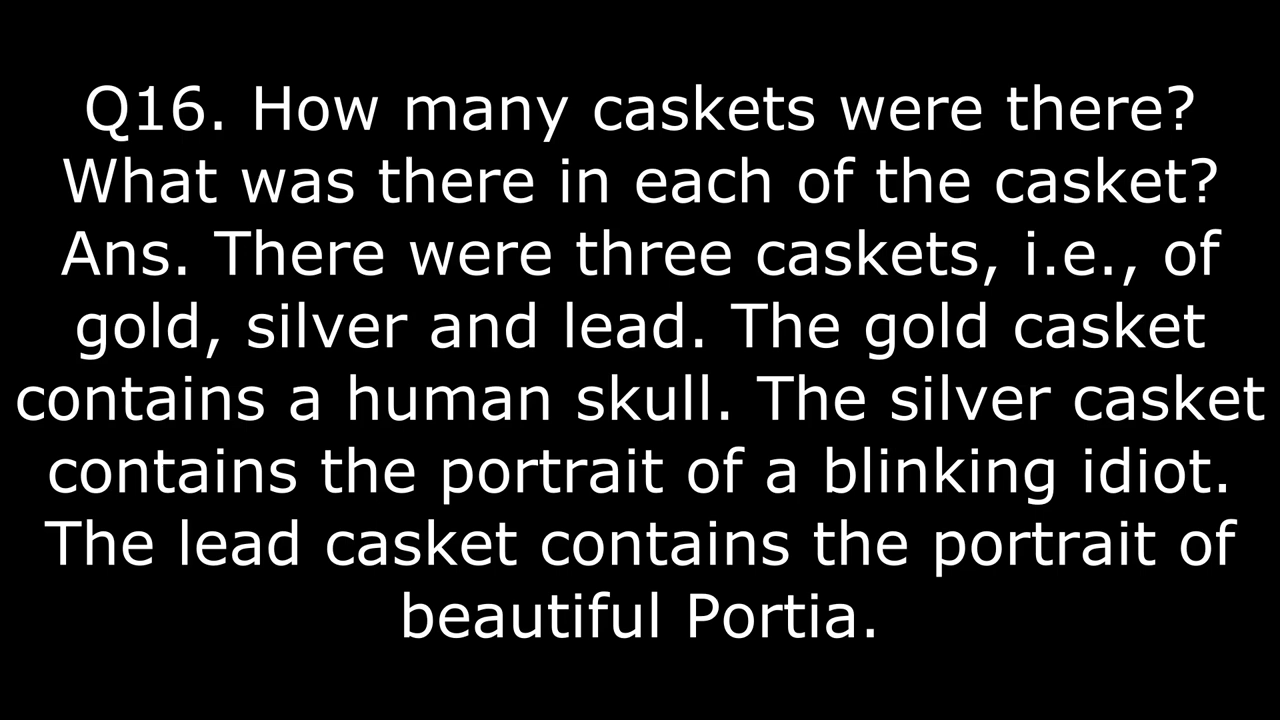 Q16. How many caskets were there?
What was there in each of the casket?
Ans. There were three caskets, i.e., of
gold, silver and lead. The gold casket
contains a human skull. The silver casket
contains the portrait of a blinking idiot.
The lead casket contains the portrait of
beautiful Portia.